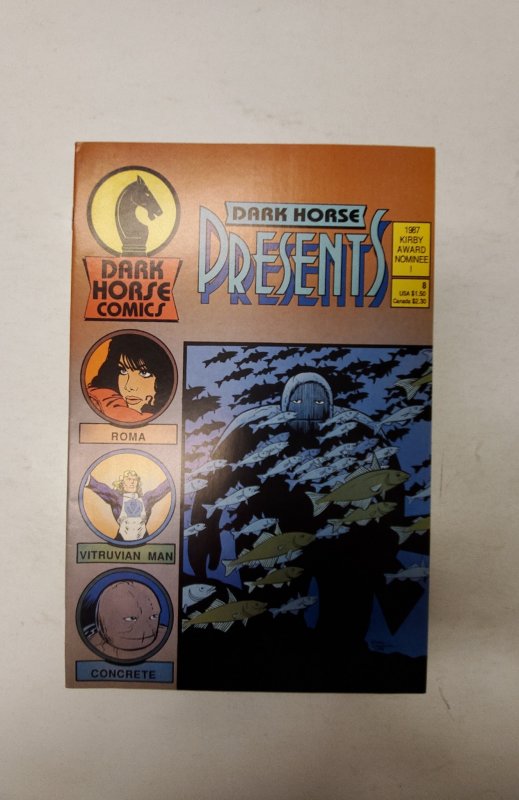 DARK
HORSE
COMICS
DARK HORSE
PRESENTS
1987
KIRBY
AWARD
NOMINEE
!
8
USA $1.50
Canada $2.30
ROMA
VITRUVIAN MAN
CONCRETE